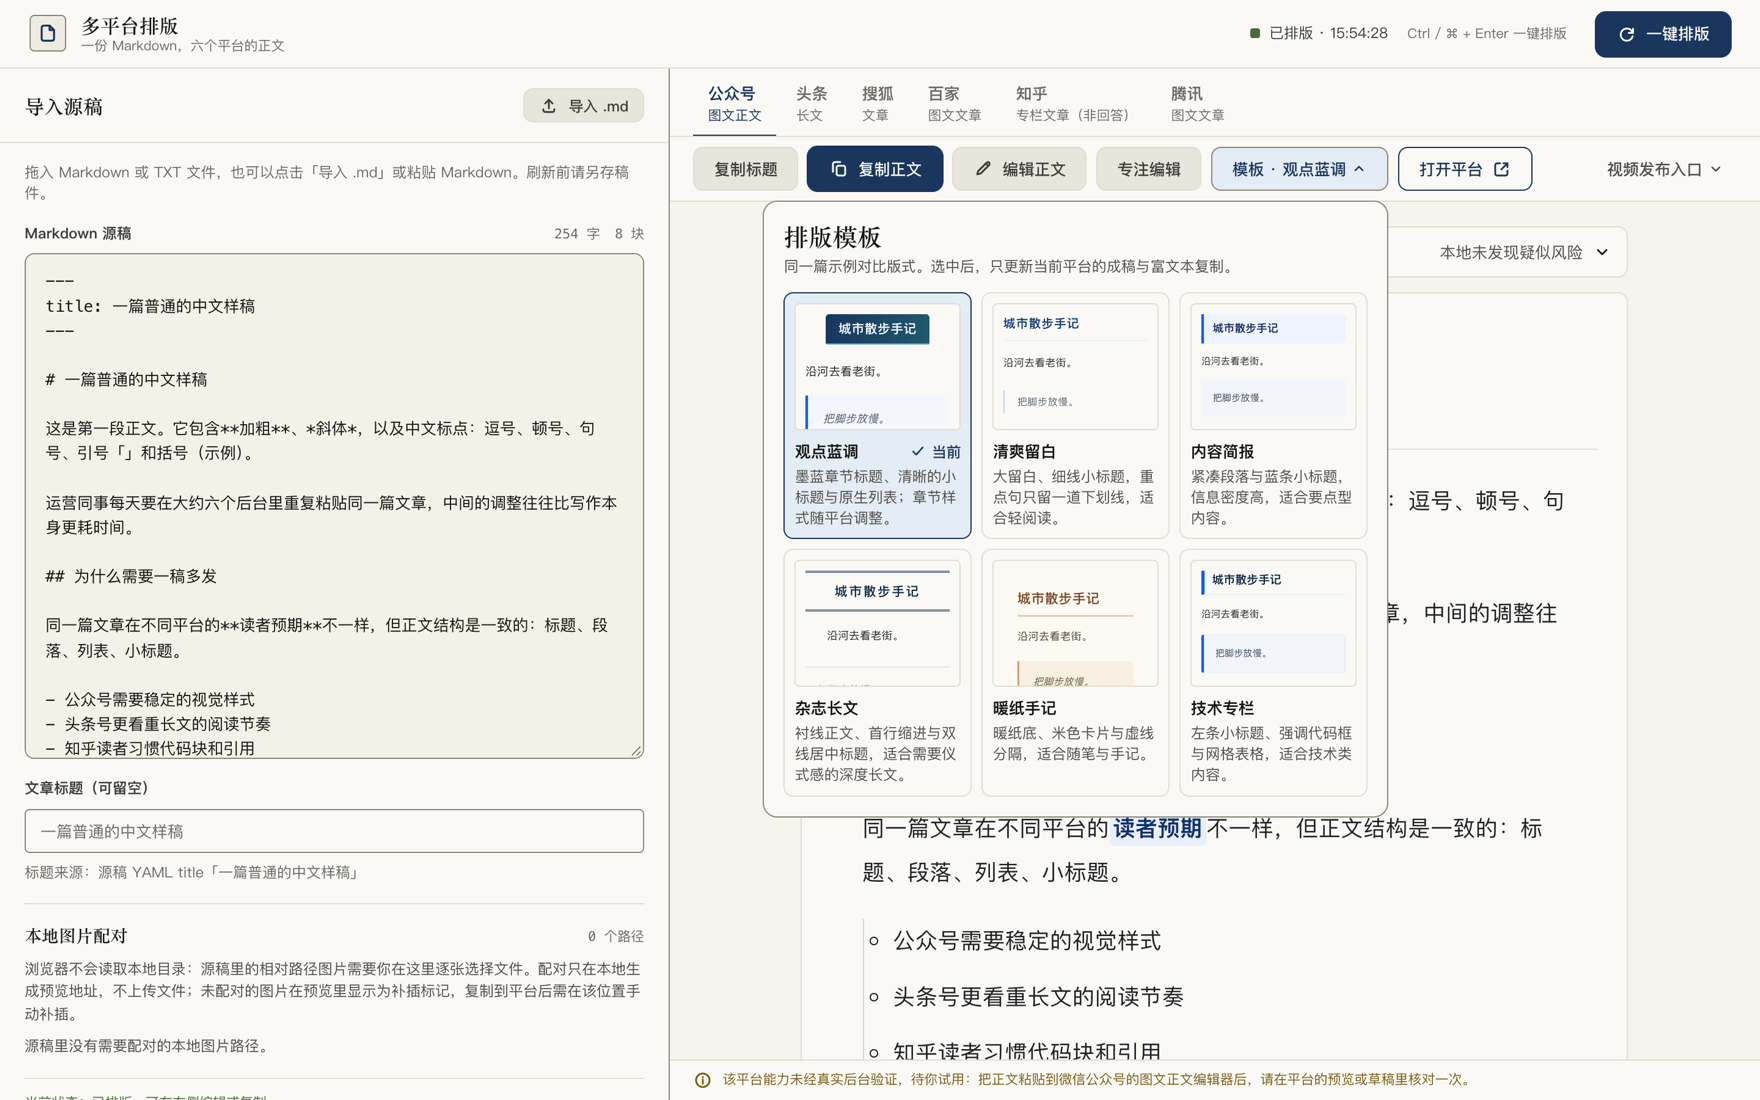 多平台排版
一份 Markdown，六个平台的正文
已排版 · 15:54:28
Ctrl / ⌘ + Enter 一键排版
一键排版
导入源稿
导入 .md
拖入 Markdown 或 TXT 文件，也可以点击「导入 .md」或粘贴 Markdown。刷新前请另存稿
件。
Markdown 源稿
254 字 8 块
---
title: 一篇普通的中文样稿
---
# 一篇普通的中文样稿
这是第一段正文。它包含**加粗**、*斜体*，以及中文标点：逗号、顿号、句
号、引号「」和括号（示例）。
运营同事每天要在大约六个后台里重复粘贴同一篇文章，中间的调整往往比写作本
身更耗时间。
## 为什么需要一稿多发
同一篇文章在不同平台的**读者预期**不一样，但正文结构是一致的：标题、段
落、列表、小标题。
- 公众号需要稳定的视觉样式
- 头条号更看重长文的阅读节奏
- 知乎读者习惯代码块和引用
文章标题（可留空）
一篇普通的中文样稿
标题来源：源稿 YAML title「一篇普通的中文样稿」
本地图片配对
0 个路径
浏览器不会读取本地目录：源稿里的相对路径图片需要你在这里逐张选择文件。配对只在本地生
成预览地址，不上传文件；未配对的图片在预览里显示为补插标记，复制到平台后需在该位置手
动补插。
源稿里没有需要配对的本地图片路径。
公众号
图文正文
头条
长文
搜狐
文章
百家
图文文章
知乎
专栏文章（非回答）
腾讯
图文文章
复制标题
复制正文
编辑正文
专注编辑
模板 · 观点蓝调
打开平台
视频发布入口
本地未发现疑似风险
排版模板
同一篇示例对比版式。选中后，只更新当前平台的成稿与富文本复制。
城市散步手记
沿河去看老街。
把脚步放慢。
观点蓝调
当前
墨蓝章节标题、清晰的小
标题与原生列表；章节样
式随平台调整。
城市散步手记
沿河去看老街。
把脚步放慢。
清爽留白
大留白、细线小标题，重
点句只留一道下划线，适
合轻阅读。
城市散步手记
沿河去看老街。
把脚步放慢。
内容简报
紧凑段落与蓝条小标题，
信息密度高，适合要点型
内容。
城市散步手记
沿河去看老街。
杂志长文
衬线正文、首行缩进与双
线居中标题，适合需要仪
式感的深度长文。
城市散步手记
沿河去看老街。
把脚步放慢。
暖纸手记
暖纸底、米色卡片与虚线
分隔，适合随笔与手记。
城市散步手记
沿河去看老街。
把脚步放慢。
技术专栏
左条小标题、强调代码框
与网格表格，适合技术类
内容。
：逗号、顿号、句
章，中间的调整往
同一篇文章在不同平台的读者预期不一样，但正文结构是一致的：标
题、段落、列表、小标题。
公众号需要稳定的视觉样式
头条号更看重长文的阅读节奏
知乎读者习惯代码块和引用
该平台能力未经真实后台验证，待你试用：把正文粘贴到微信公众号的图文正文编辑器后，请在平台的预览或草稿里核对一次。